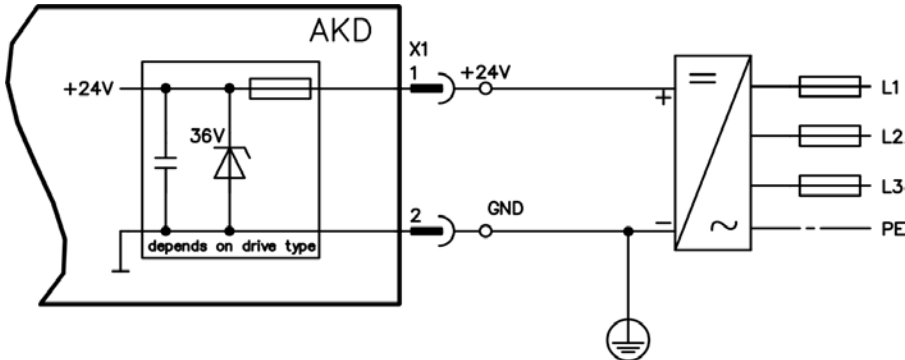 AKD
X1
1
+24V
+24V
36V
2
GND
depends on drive type
+
−
L1
L2
L3
PE